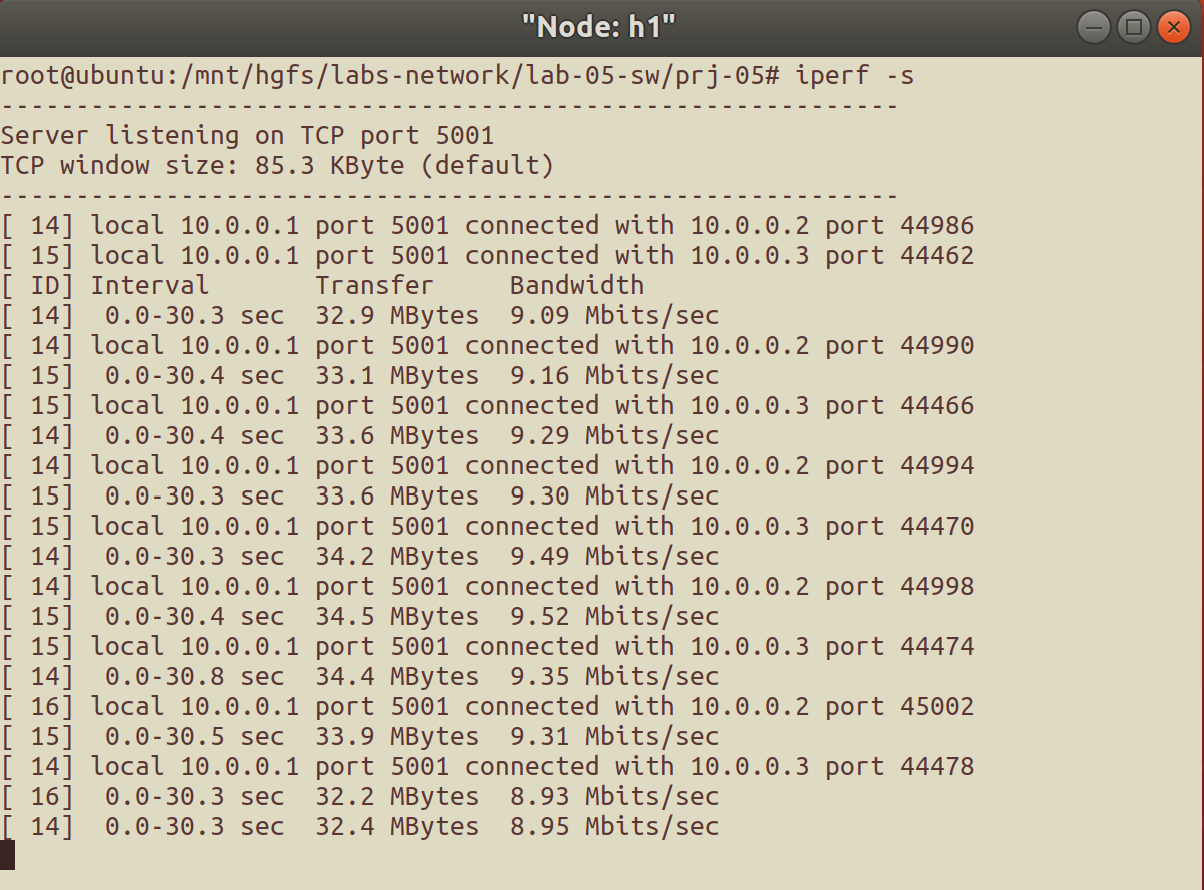 "Node: h1"
root@ubuntu:/mnt/hgfs/labs-network/lab-05-sw/prj-05# iperf -s
------------------------------------------------------------
Server listening on TCP port 5001
TCP window size: 85.3 KByte (default)
------------------------------------------------------------
[ 14] local 10.0.0.1 port 5001 connected with 10.0.0.2 port 44986
[ 15] local 10.0.0.1 port 5001 connected with 10.0.0.3 port 44462
[ ID] Interval       Transfer     Bandwidth
[ 14]  0.0-30.3 sec  32.9 MBytes  9.09 Mbits/sec
[ 14] local 10.0.0.1 port 5001 connected with 10.0.0.2 port 44990
[ 15]  0.0-30.4 sec  33.1 MBytes  9.16 Mbits/sec
[ 15] local 10.0.0.1 port 5001 connected with 10.0.0.3 port 44466
[ 14]  0.0-30.4 sec  33.6 MBytes  9.29 Mbits/sec
[ 14] local 10.0.0.1 port 5001 connected with 10.0.0.2 port 44994
[ 15]  0.0-30.3 sec  33.6 MBytes  9.30 Mbits/sec
[ 15] local 10.0.0.1 port 5001 connected with 10.0.0.3 port 44470
[ 14]  0.0-30.3 sec  34.2 MBytes  9.49 Mbits/sec
[ 14] local 10.0.0.1 port 5001 connected with 10.0.0.2 port 44998
[ 15]  0.0-30.4 sec  34.5 MBytes  9.52 Mbits/sec
[ 15] local 10.0.0.1 port 5001 connected with 10.0.0.3 port 44474
[ 14]  0.0-30.8 sec  34.4 MBytes  9.35 Mbits/sec
[ 16] local 10.0.0.1 port 5001 connected with 10.0.0.2 port 45002
[ 15]  0.0-30.5 sec  33.9 MBytes  9.31 Mbits/sec
[ 14] local 10.0.0.1 port 5001 connected with 10.0.0.3 port 44478
[ 16]  0.0-30.3 sec  32.2 MBytes  8.93 Mbits/sec
[ 14]  0.0-30.3 sec  32.4 MBytes  8.95 Mbits/sec